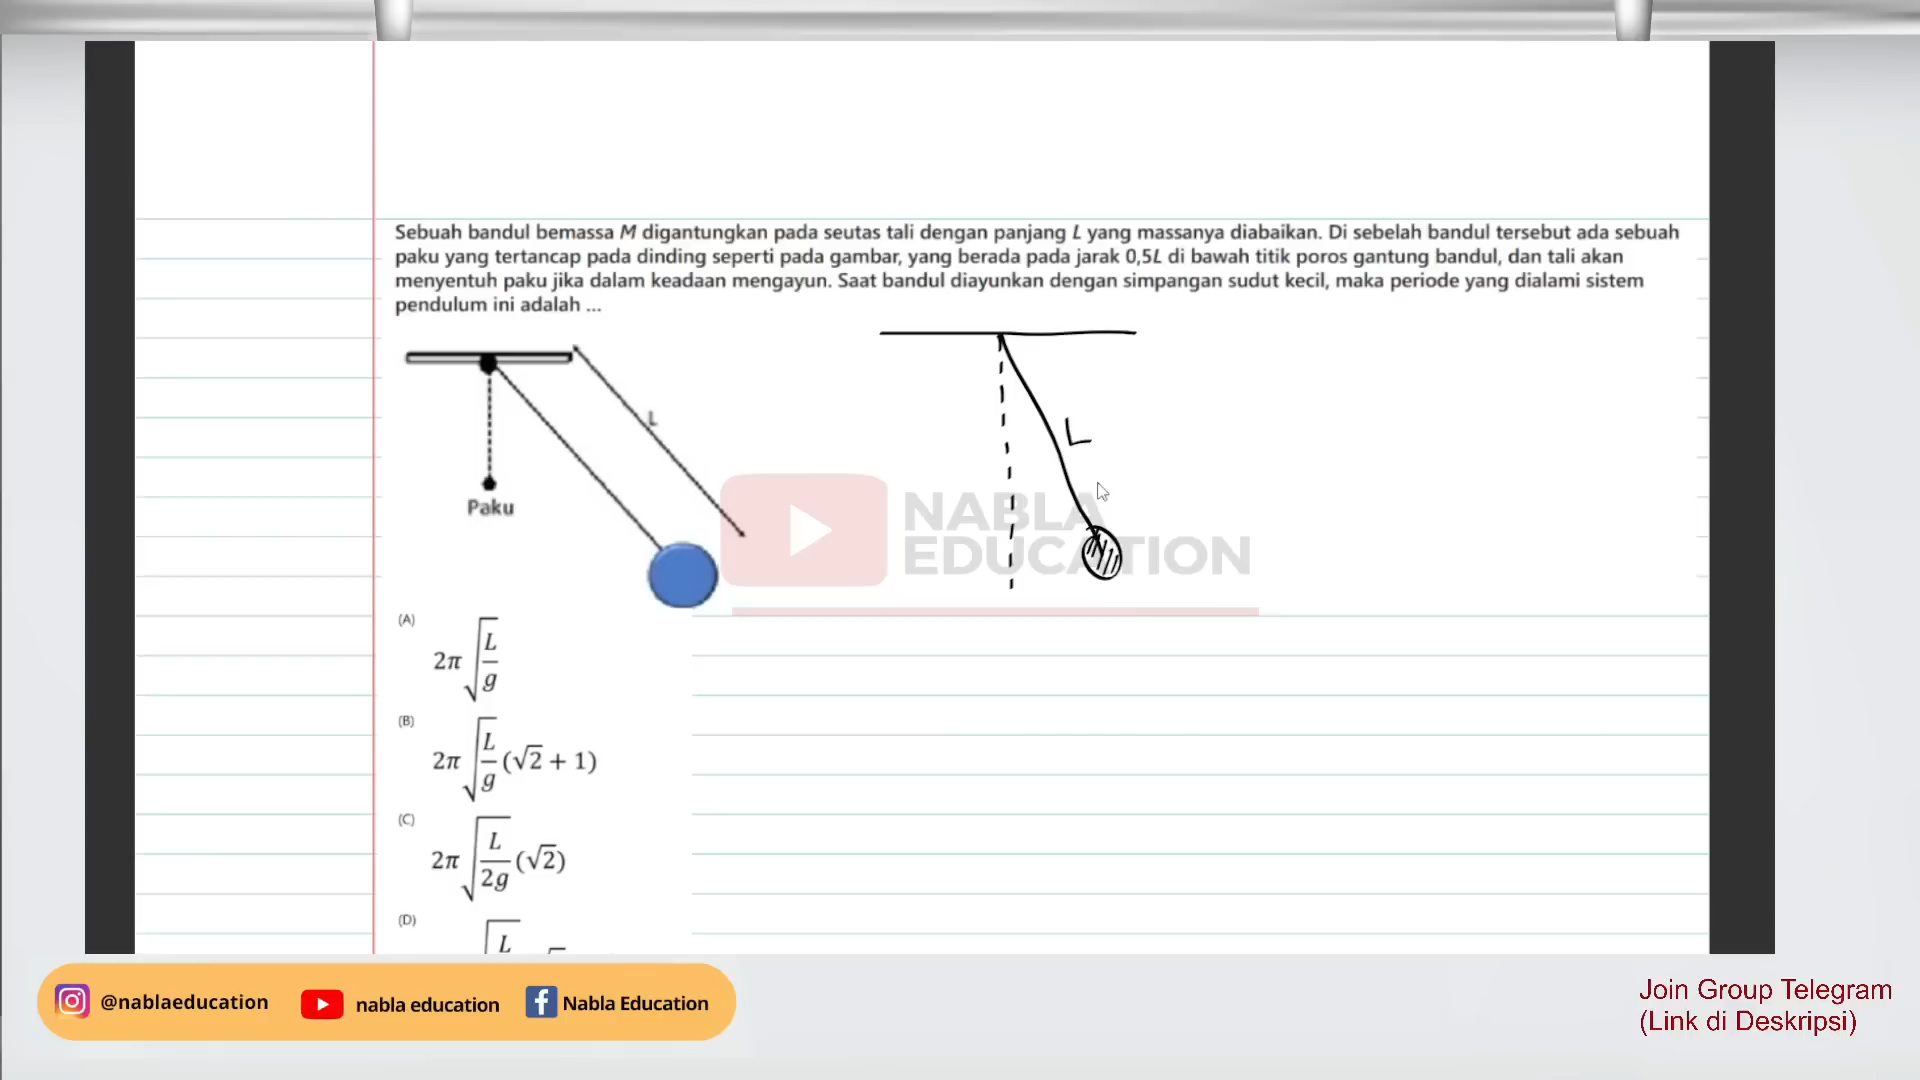 Sebuah bandul bemassa M digantungkan pada seutas tali dengan panjang L yang massanya diabaikan. Di sebelah bandul tersebut ada sebuah
paku yang tertancap pada dinding seperti pada gambar, yang berada pada jarak 0,5L di bawah titik poros gantung bandul, dan tali akan
menyentuh paku jika dalam keadaan mengayun. Saat bandul diayunkan dengan simpangan sudut kecil, maka periode yang dialami sistem
pendulum ini adalah ...
L
L
Paku
NABLA
EDUCATION
(A)
2π √(L/g)
(B)
2π √(L/g) (√2 + 1)
(C)
2π √(L/2g) (√2)
(D)
L
@nablaeducation
nabla education
Nabla Education
Join Group Telegram
(Link di Deskripsi)